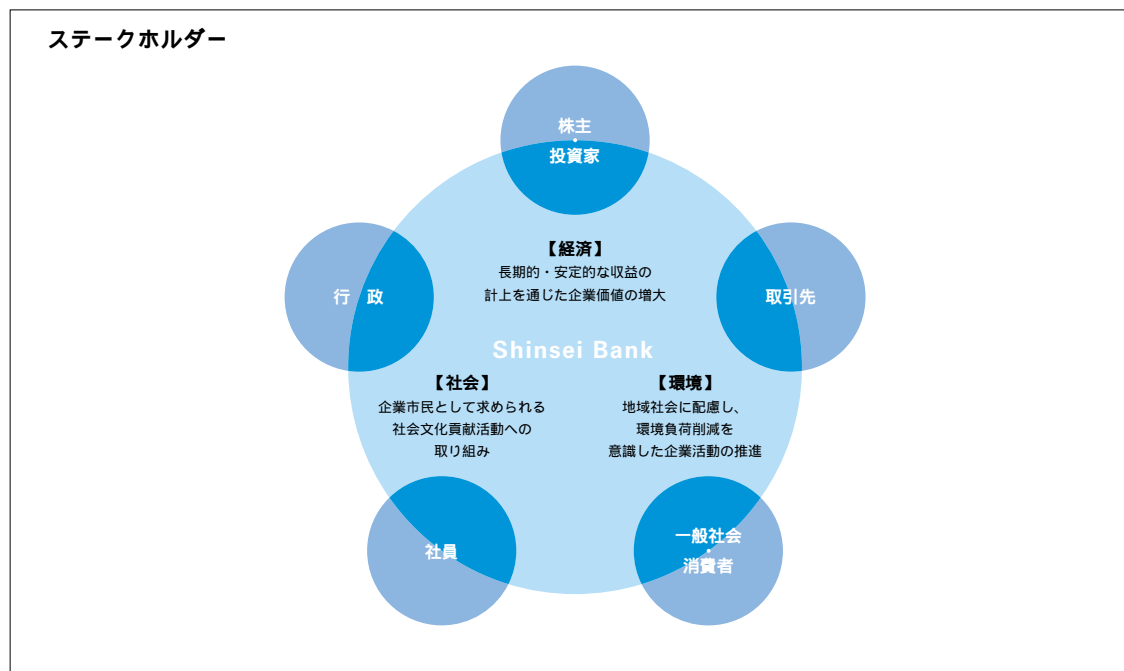 ステークホルダー
株主
・
投資家
【経済】
長期的・安定的な収益の
計上を通じた企業価値の増大
行　政
取引先
Shinsei Bank
【社会】
企業市民として求められる
社会文化貢献活動への
取り組み
【環境】
地域社会に配慮し、
環境負荷削減を
意識した企業活動の推進
社員
一般社会
・
消費者